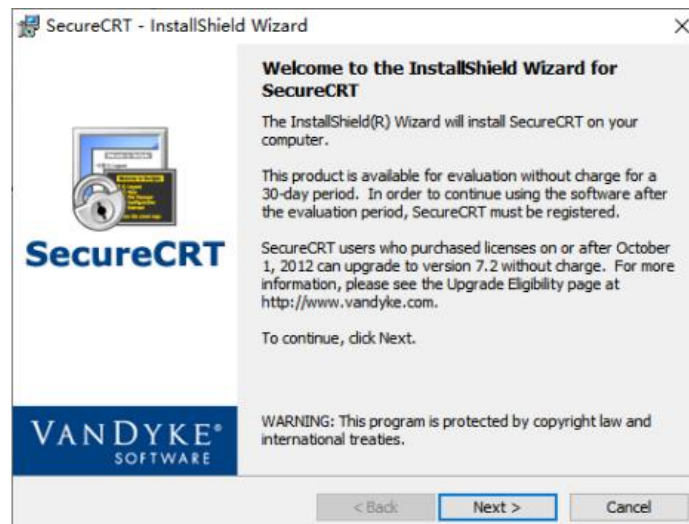 SecureCRT - InstallShield Wizard
Welcome to the InstallShield Wizard for
SecureCRT
The InstallShield(R) Wizard will install SecureCRT on your
computer.
This product is available for evaluation without charge for a
30-day period.  In order to continue using the software after
the evaluation period, SecureCRT must be registered.
SecureCRT users who purchased licenses on or after October
1, 2012 can upgrade to version 7.2 without charge.  For more
information, please see the Upgrade Eligibility page at
http://www.vandyke.com.
To continue, click Next.
WARNING: This program is protected by copyright law and
international treaties.
SecureCRT
VANDYKE®
SOFTWARE
< Back
Next >
Cancel